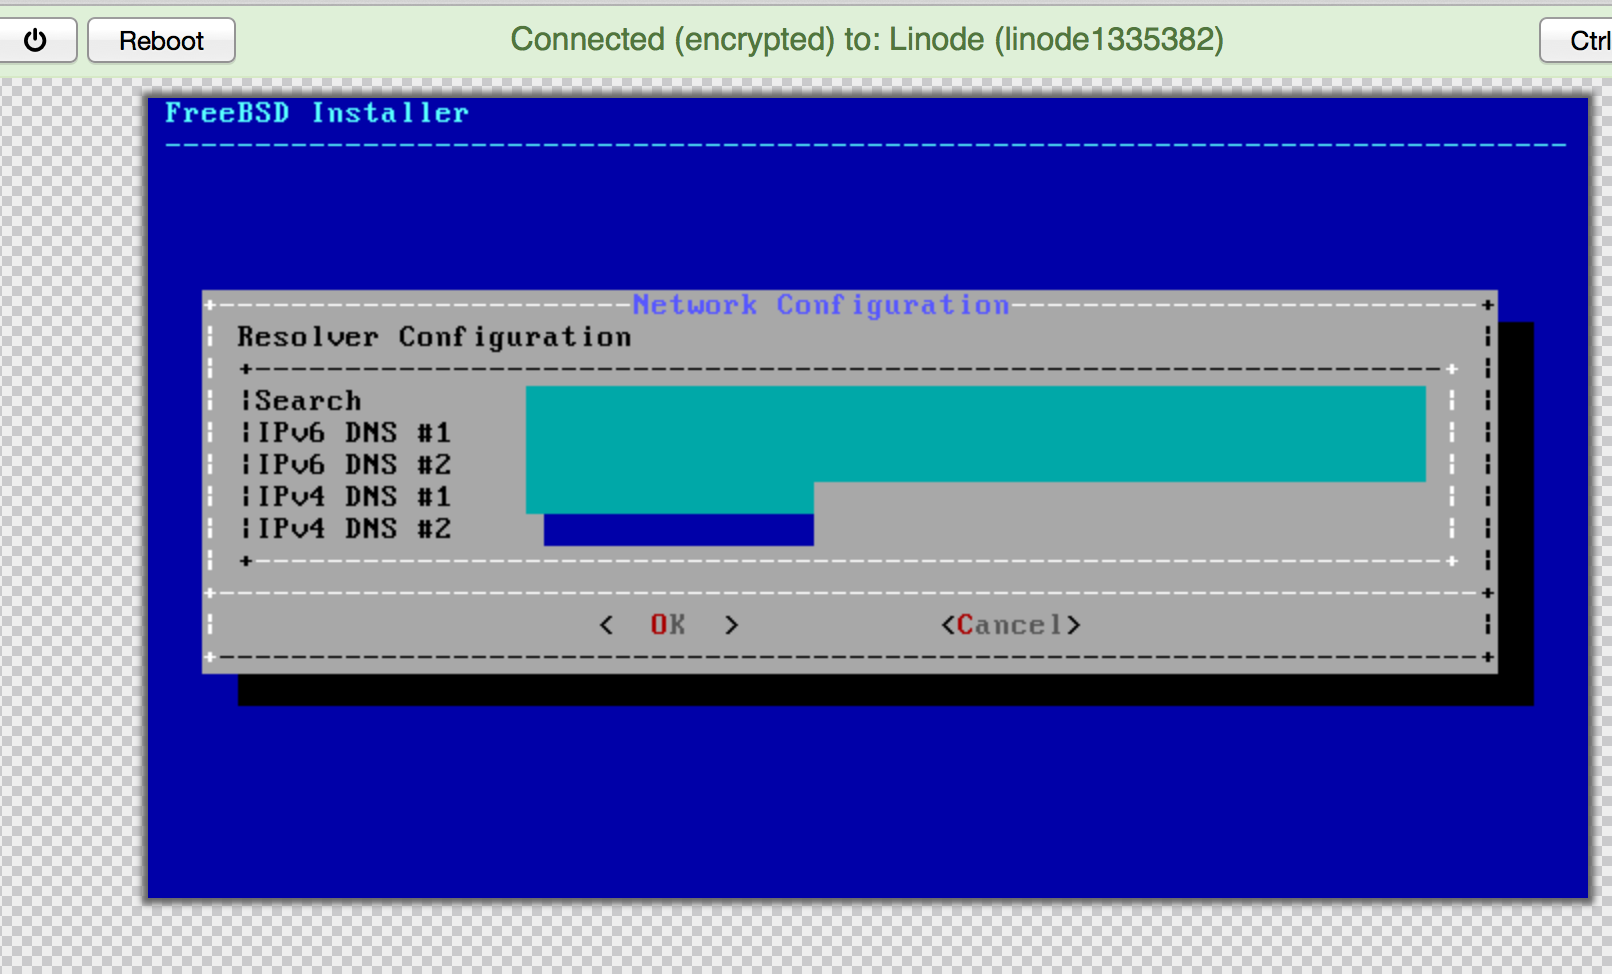 Reboot Connected (encrypted) to: Linode (linode1335382) Ctrl
FreeBSD Installer
Network Configuration
Resolver Configuration
Search
IPv6 DNS #1
IPv6 DNS #2
IPv4 DNS #1
IPv4 DNS #2
< OK > <Cancel>